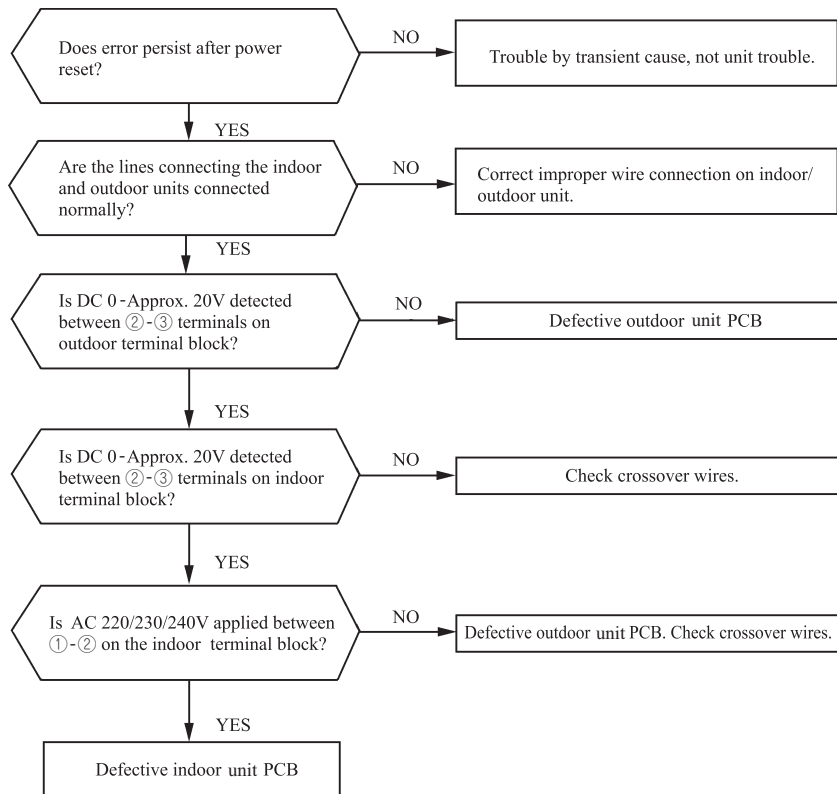 Does error persist after power
reset?
NO
Trouble by transient cause, not unit trouble.
YES
Are the lines connecting the indoor
and outdoor units connected
normally?
NO
Correct improper wire connection on indoor/
outdoor unit.
YES
Is DC 0-Approx. 20V detected
between ②-③ terminals on
outdoor terminal block?
NO
Defective outdoor unit PCB
YES
Is DC 0-Approx. 20V detected
between ②-③ terminals on indoor
terminal block?
NO
Check crossover wires.
YES
Is AC 220/230/240V applied between
①-② on the indoor terminal block?
NO
Defective outdoor unit PCB. Check crossover wires.
YES
Defective indoor unit PCB